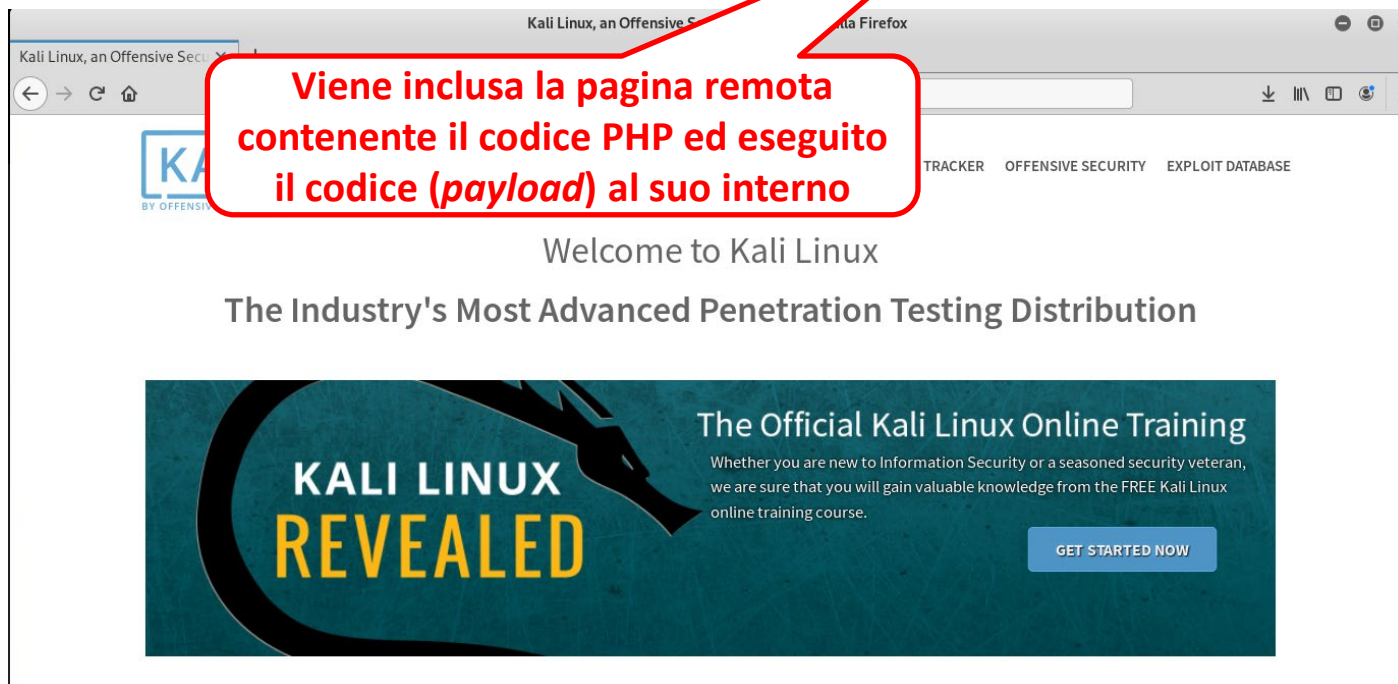 Kali Linux, an Offensive Firefox
Kali Linux, an Offensive
Viene inclusa la pagina remota
contenente il codice PHP ed eseguito
il codice (payload) al suo interno
BY
TRACKER OFFENSIVE SECURITY EXPLOIT DATABASE
Welcome to Kali Linux
The Industry's Most Advanced Penetration Testing Distribution
KALI LINUX
REVEALED
The Official Kali Linux Online Training
Whether you are new to Information Security or a seasoned security veteran,
we are sure that you will gain valuable knowledge from the FREE Kali Linux
online training course.
GET STARTED NOW